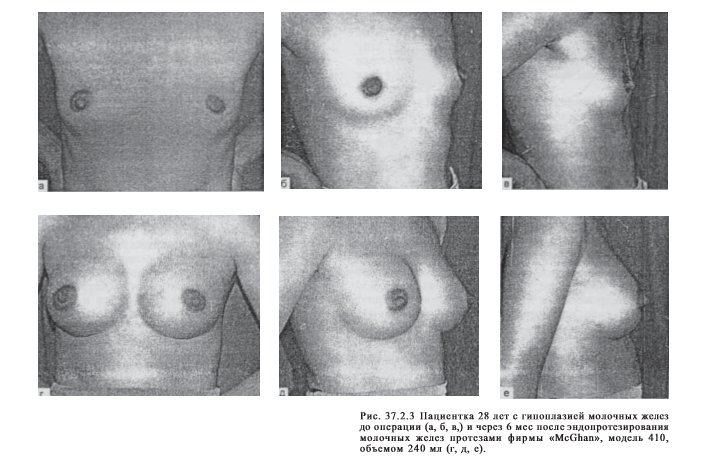 а
б
в
г
д
е
Рис. 37.2.3 Пациентка 28 лет с гипоплазией молочных желез
до операции (а, б, в,) и через 6 мес после эндопротезирования
молочных желез протезами фирмы «McGhan», модель 410,
объемом 240 мл (г, д, е).